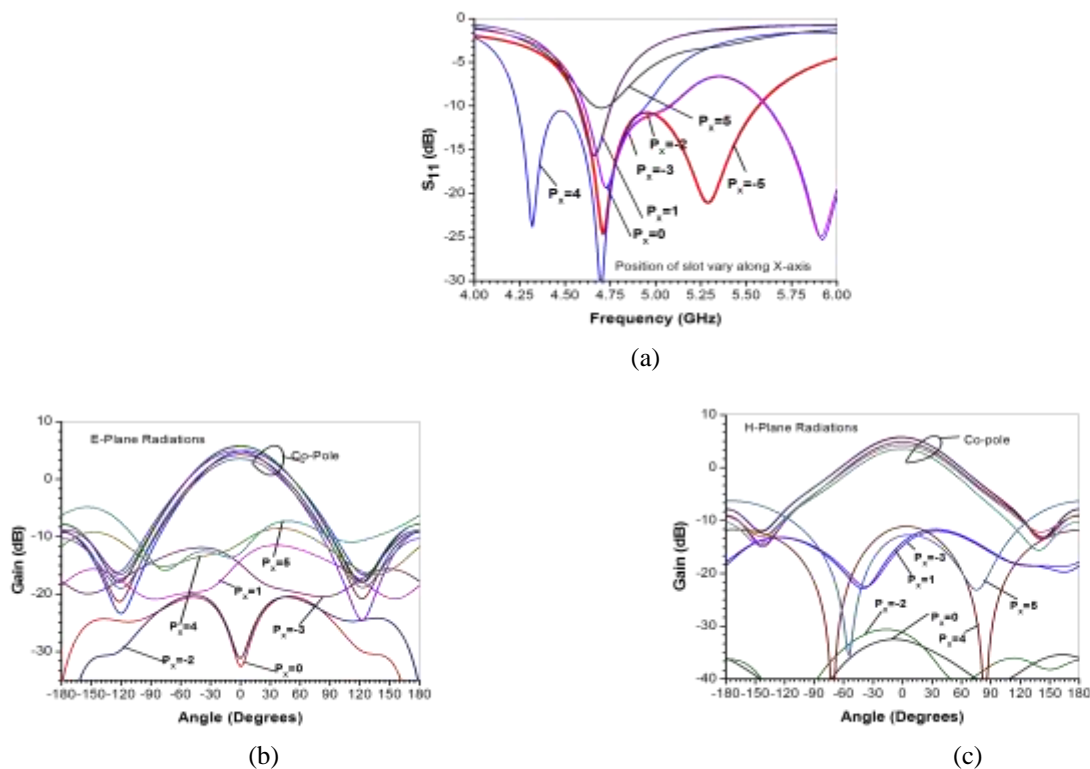 0
-5
-10
-15
-20
-25
-30
S11 (dB)
Px=5
Px=-2
Px=-3
Px=4
Px=-5
Px=1
Px=0
Position of slot vary along X-axis
4.00 4.25 4.50 4.75 5.00 5.25 5.50 5.75 6.00
Frequency (GHz)
(a)
10
0
-10
-20
-30
Gain (dB)
E-Plane Radiations
Co-Pole
Px=5
Px=1
Px=4
Px=-3
Px=-2
Px=0
-180 -150 -120 -90 -60 -30 0 30 60 90 120 150 180
Angle (Degrees)
(b)
10
0
-10
-20
-30
-40
Gain (dB)
H-Plane Radiations
Co-pole
Px=-3
Px=1
Px=-2
Px=0
Px=5
Px=4
-180 -150 -120 -90 -60 -30 0 30 60 90 120 150 180
Angle (Degrees)
(c)